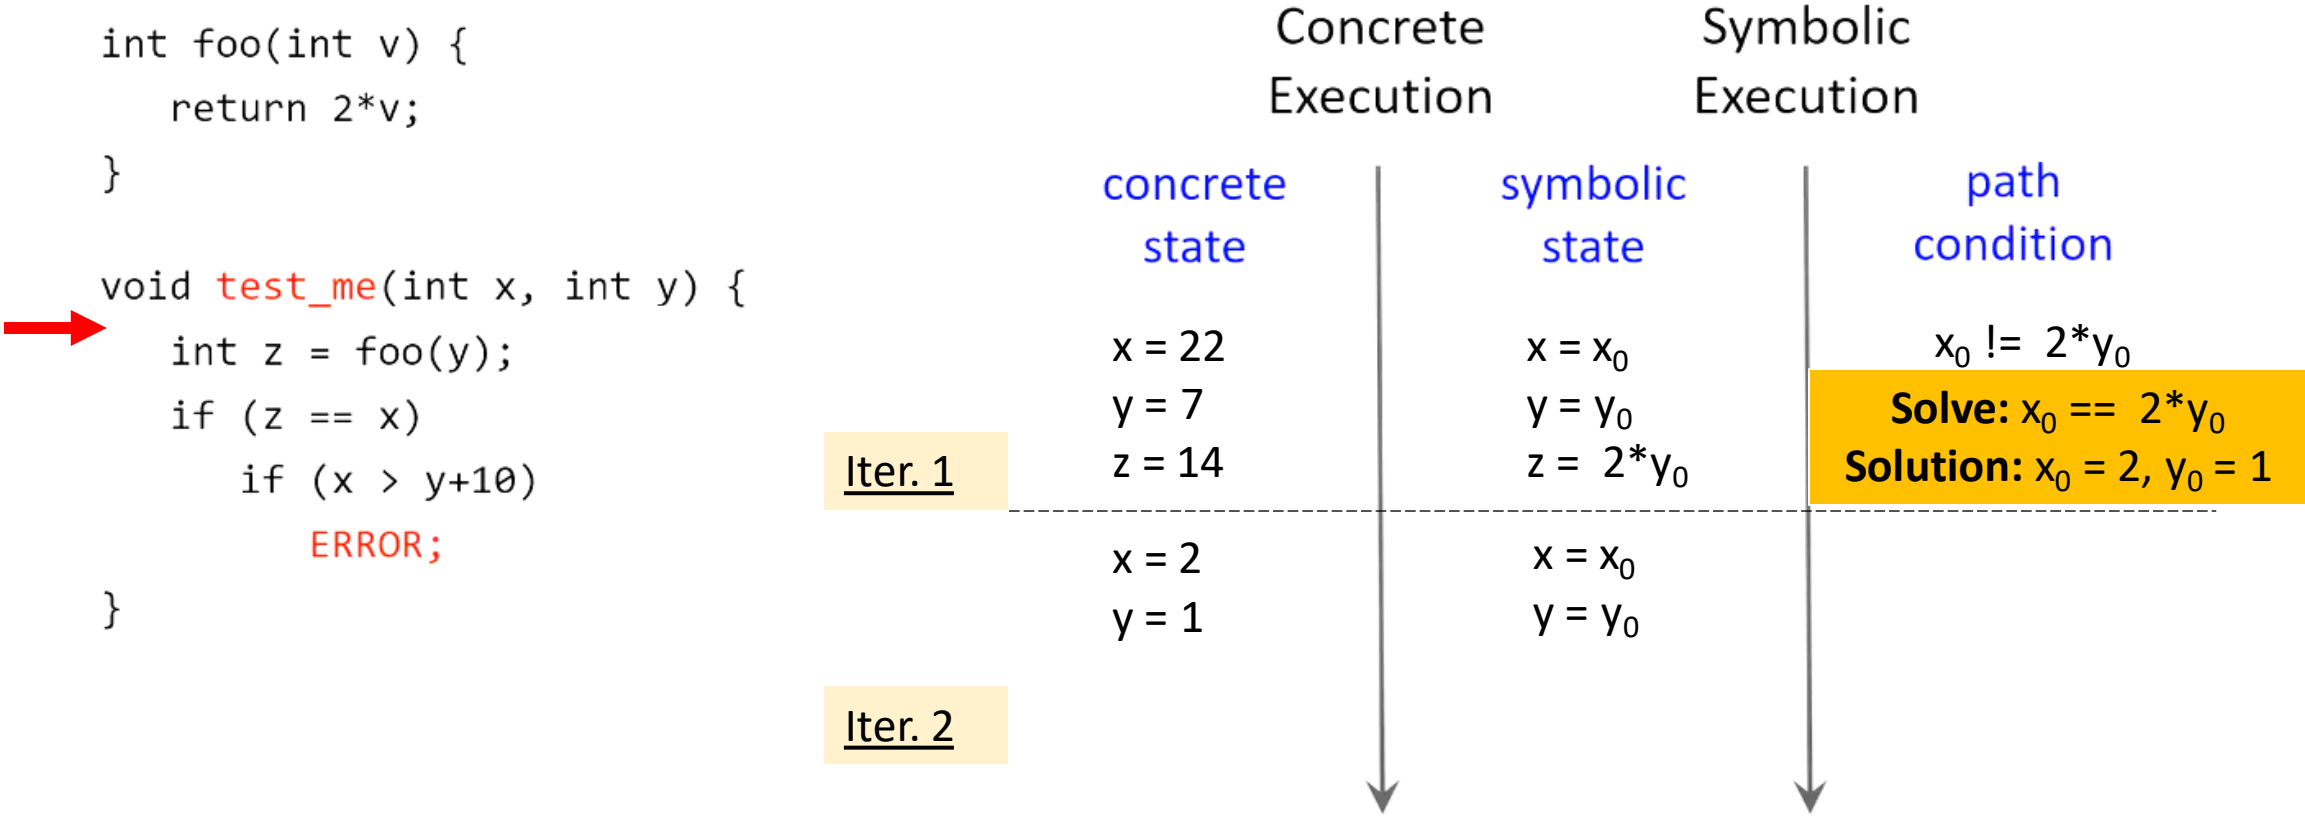 int foo(int v) {
return 2*v;
}
void test_me(int x, int y) {
int z = foo(y);
if (z == x)
if (x > y+10)
ERROR;
}
Concrete
Execution
Symbolic
Execution
concrete
state
symbolic
state
path
condition
Iter. 1
x = 22
y = 7
z = 14
x = x₀
y = y₀
z = 2*y₀
x₀ != 2*y₀
Solve: x₀ == 2*y₀
Solution: x₀ = 2, y₀ = 1
Iter. 2
x = 2
y = 1
x = x₀
y = y₀